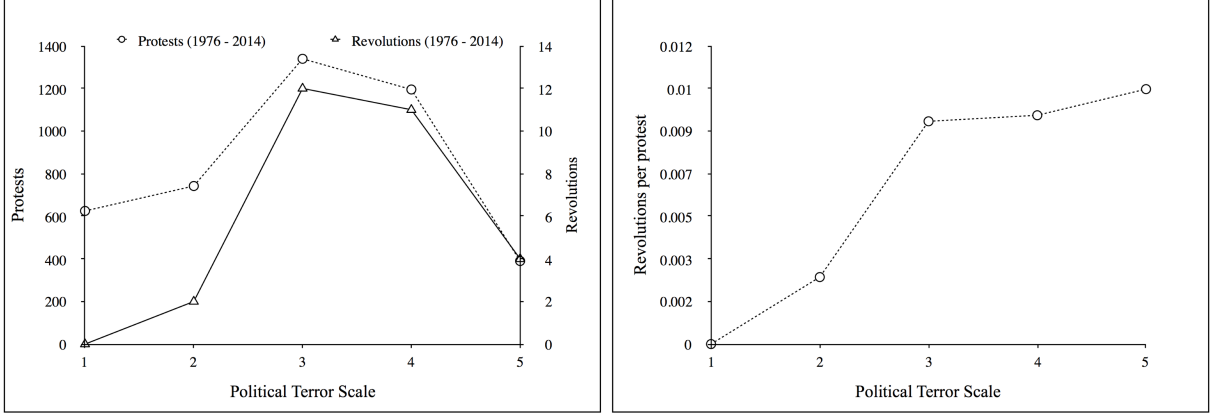 Protests (1976 - 2014)
Revolutions (1976 - 2014)
1400
1200
1000
800
600
400
200
0
Protests
14
12
10
8
6
4
2
0
Revolutions
1 2 3 4 5
Political Terror Scale
0.012
0.01
0.009
0.007
0.005
0.003
0.002
0
Revolutions per protest
1 2 3 4 5
Political Terror Scale